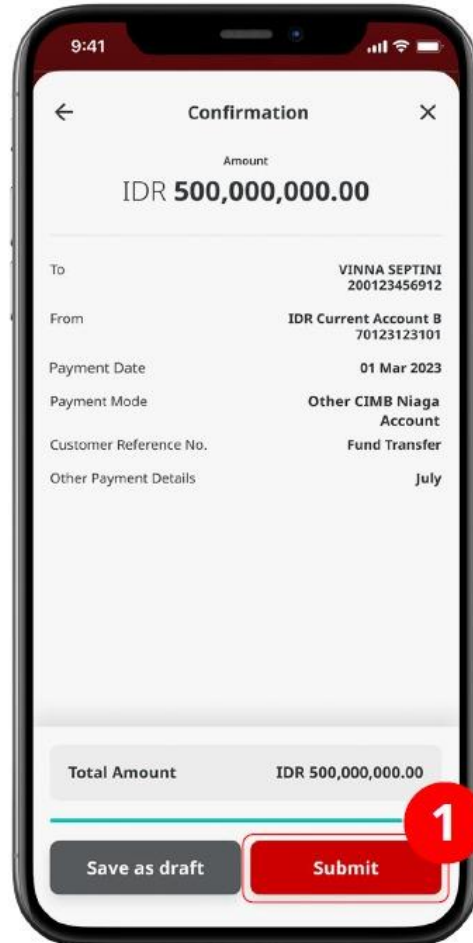 9:41
Confirmation
Amount
IDR 500,000,000.00
To VINNA SEPTINI
200123456912
From IDR Current Account B
70123123101
Payment Date 01 Mar 2023
Payment Mode Other CIMB Niaga
Account
Customer Reference No. Fund Transfer
Other Payment Details July
Total Amount IDR 500,000,000.00
1
Save as draft Submit